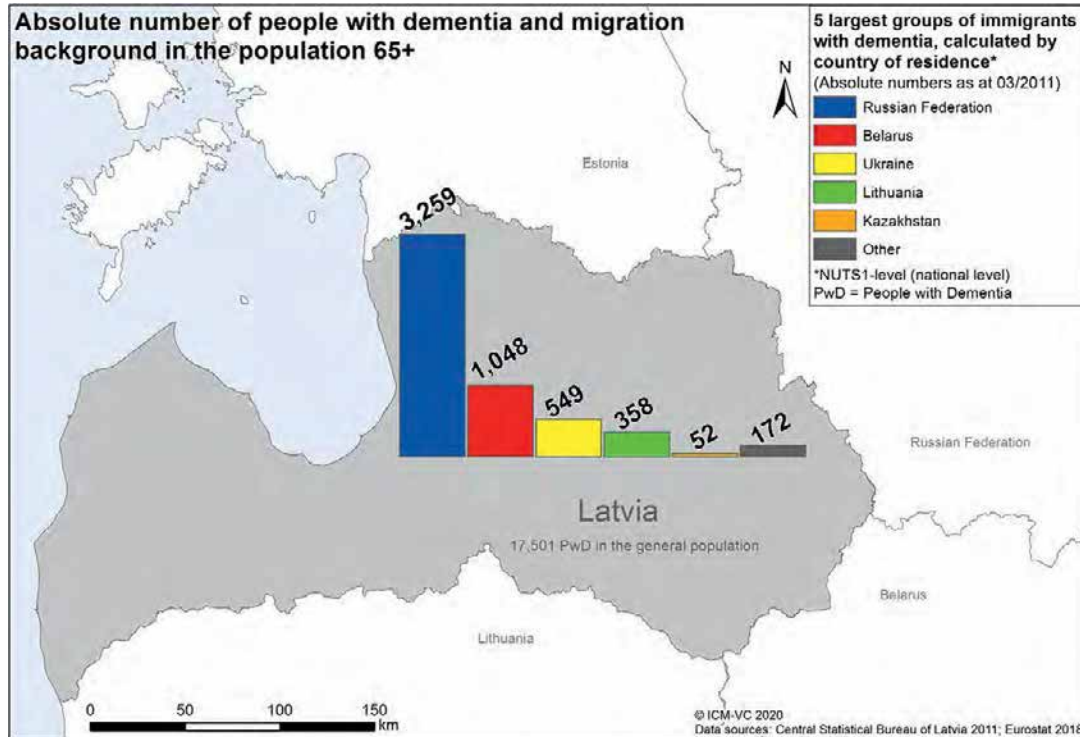 Absolute number of people with dementia and migration
background in the population 65+
5 largest groups of immigrants
with dementia, calculated by
country of residence*
(Absolute numbers as at 03/2011)
Russian Federation
Belarus
Ukraine
Lithuania
Kazakhstan
Other
*NUTS1-level (national level)
PwD = People with Dementia
N
Estonia
3,259
1,048
549
358
52
172
Russian Federation
Latvia
17,501 PwD in the general population
Belarus
Lithuania
0 50 100 150
km
© ICM-VC 2020
Data sources: Central Statistical Bureau of Latvia 2011; Eurostat 2018